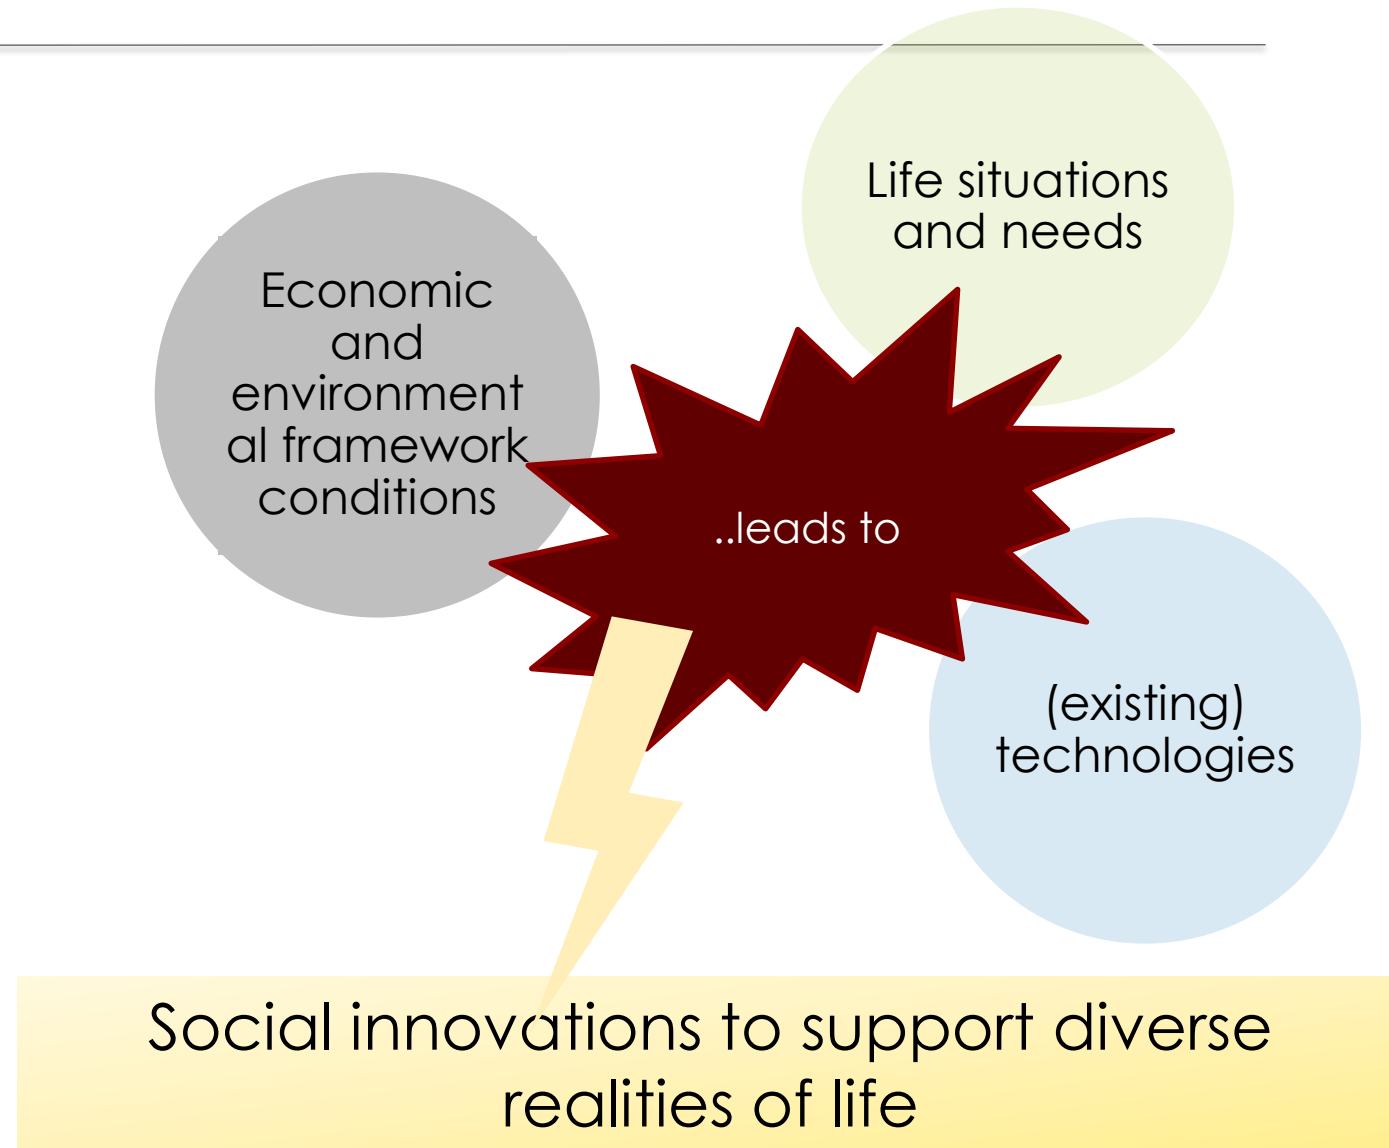 Life situations
and needs
Economic
and
environment
al framework
conditions
..leads to
(existing)
technologies
Social innovations to support diverse
realities of life